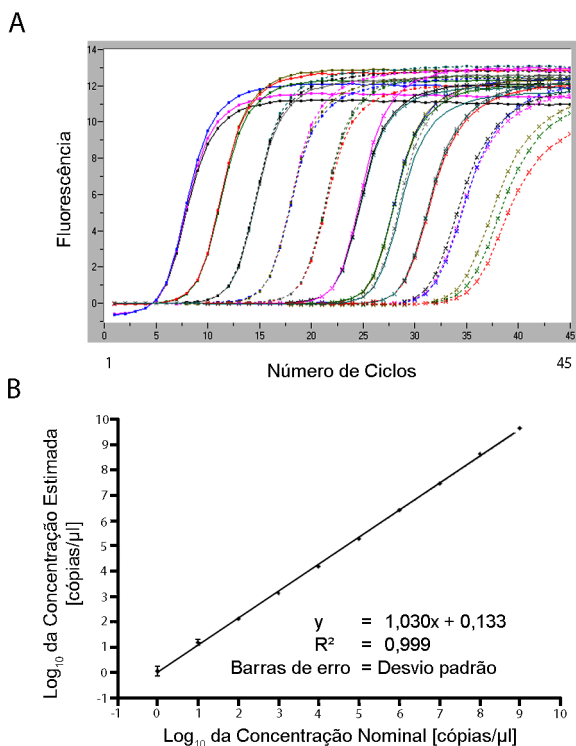 A
14
12
10
8
6
4
2
0
Fluorescência
0 5 10 15 20 25 30 35 40 45
1 45
Número de Ciclos
B
10
9
8
7
6
5
4
3
2
1
0
-1
Log₁₀ da Concentração Estimada
[cópias/µl]
y = 1,030x + 0,133
R² = 0,999
Barras de erro = Desvio padrão
-1 0 1 2 3 4 5 6 7 8 9 10
Log₁₀ da Concentração Nominal [cópias/µl]